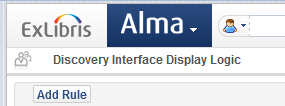 ExLibris Alma
Discovery Interface Display Logic
Add Rule